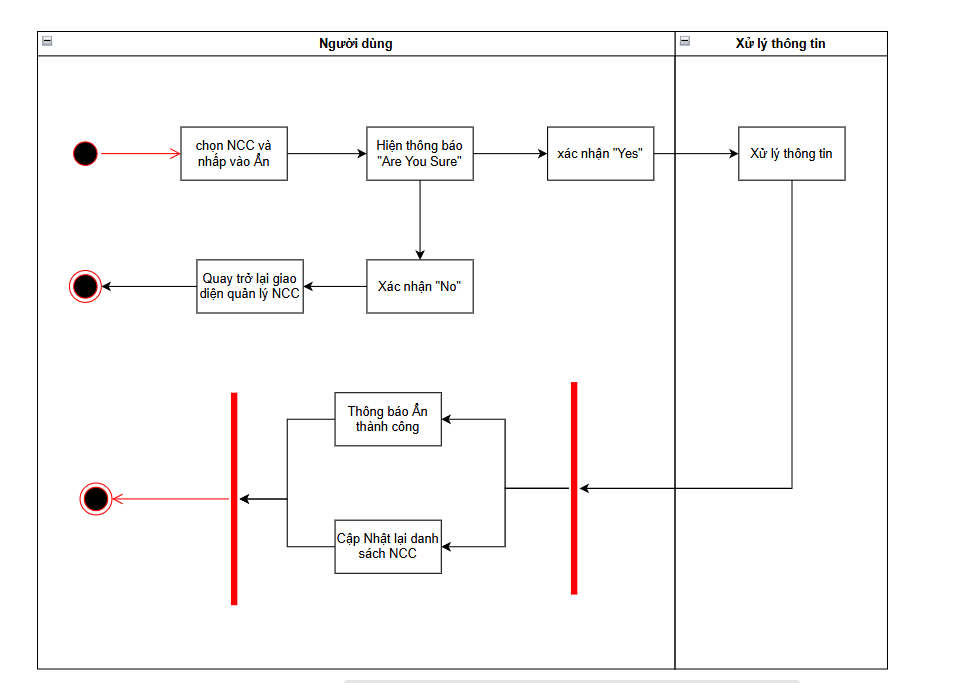 Người dùng
Xử lý thông tin
chọn NCC và
nhấp vào Ẩn
Hiện thông báo
"Are You Sure"
xác nhận "Yes"
Xử lý thông tin
Quay trở lại giao
diện quản lý NCC
Xác nhận "No"
Thông báo Ẩn
thành công
Cập Nhật lại danh
sách NCC